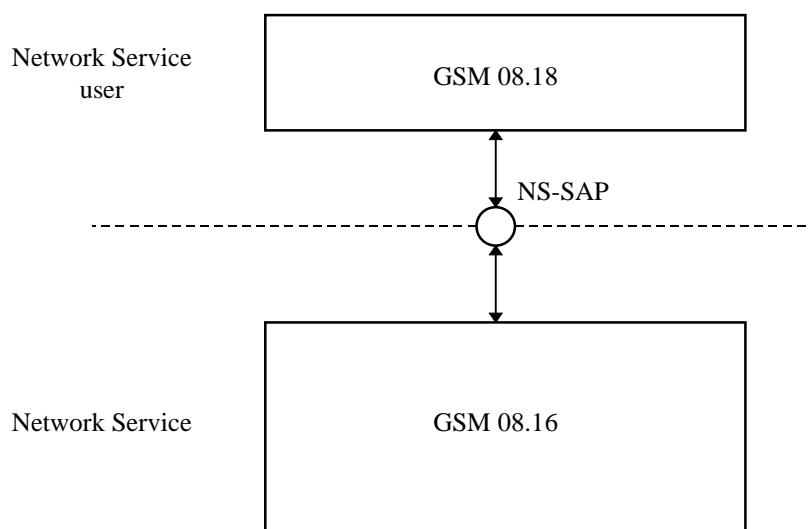 Network Service
user
GSM 08.18
NS-SAP
Network Service
GSM 08.16